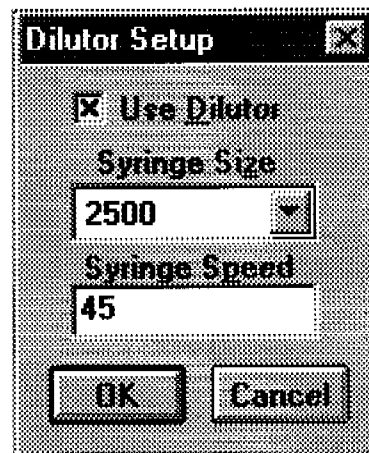 Dilutor Setup
Use Dilutor
Syringe Size
2500
Syringe Speed
45
OK Cancel